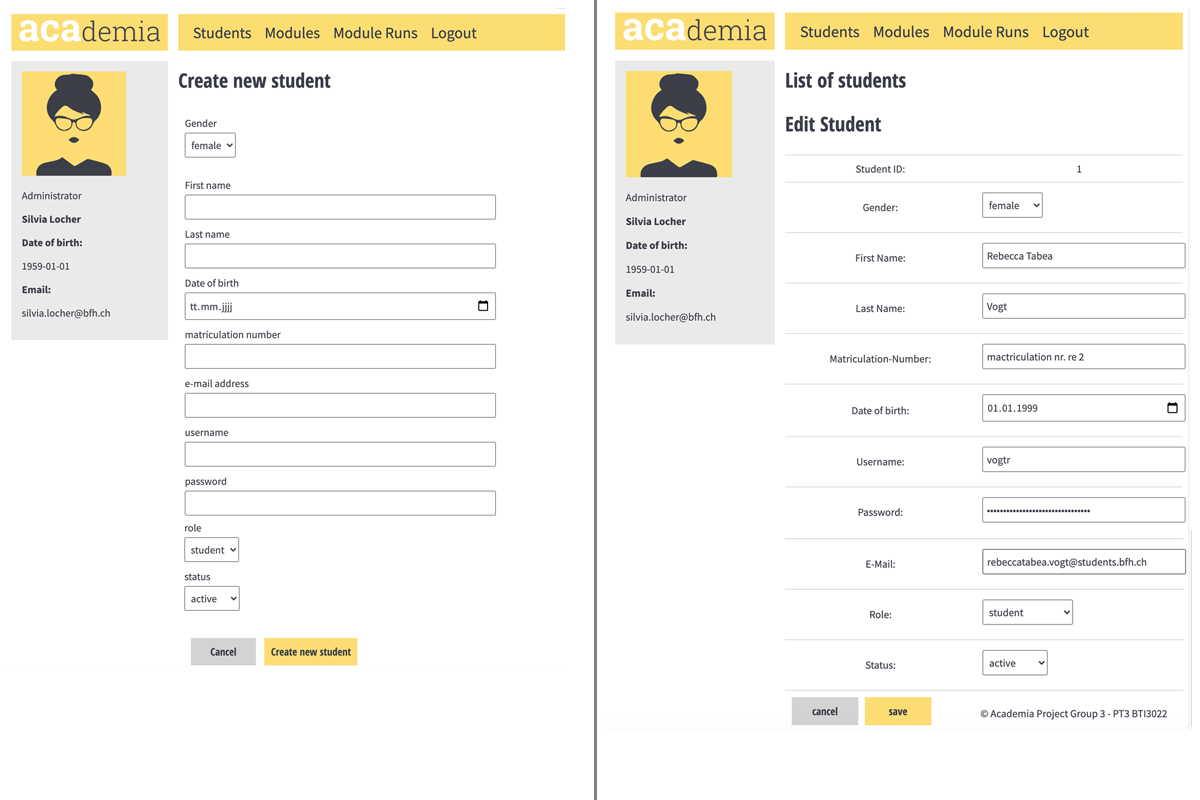 academia
Students Modules Module Runs Logout
Administrator
Silvia Locher
Date of birth:
1959-01-01
Email:
silvia.locher@bfh.ch
Create new student
Gender
female
First name
Last name
Date of birth
tt.mm.jjjj
matriculation number
e-mail address
username
password
role
student
status
active
Cancel Create new student
academia
Students Modules Module Runs Logout
Administrator
Silvia Locher
Date of birth:
1959-01-01
Email:
silvia.locher@bfh.ch
List of students
Edit Student
Student ID: 1
Gender: female
First Name: Rebecca Tabea
Last Name: Vogt
Matriculation-Number: mactriculation nr. re 2
Date of birth: 01.01.1999
Username: vogtr
Password: ••••••••••••••••••••••••••••••••
E-Mail: rebeccatabea.vogt@students.bfh.ch
Role: student
Status: active
cancel save © Academia Project Group 3 - PT3 BTI3022